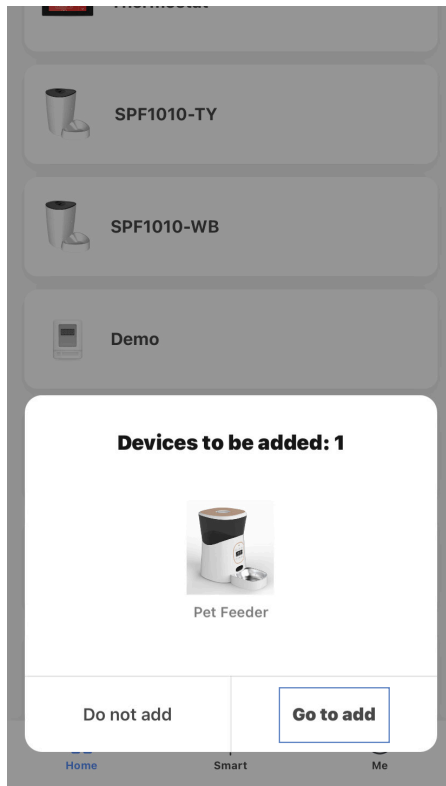 Thermostat
SPF1010-TY
SPF1010-WB
Demo
Devices to be added: 1
Pet Feeder
Do not add
Go to add
Home
Smart
Me